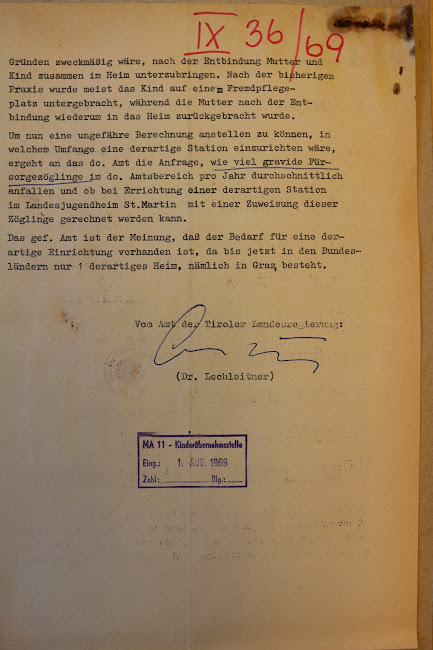 IX 36/69
Gründen zweckmäßig wäre, nach der Entbindung Mutter und
Kind zusammen im Heim unterzubringen. Nach der bisherigen
Praxis wurde meist das Kind auf einem Fremdpflege-
platz untergebracht, während die Mutter nach der Ent-
bindung wiederum in das Heim zurückgebracht wurde.
Um nun eine ungefähre Berechnung anstellen zu können, in
welchem Umfange eine derartige Station einzurichten wäre,
ergeht an das do. Amt die Anfrage, wie viel gravide Für-
sorgezöglinge im do. Amtsbereich pro Jahr durchschnittlich
anfallen und ob bei Errichtung einer derartigen Station
im Landesjugendheim St.Martin mit einer Zuweisung dieser
Zöglinge gerechnet werden kann.
Das gef. Amt ist der Meinung, daß der Bedarf für eine der-
artige Einrichtung vorhanden ist, da bis jetzt in den Bundes-
ländern nur 1 derartiges Heim, nämlich in Graz, besteht.
Vom Amt der Tiroler Landesregierung:
(Dr. Lechleitner)
MA 11 - Kinderübernahmsstelle
Eing.: 1. AUG. 1969
Zahl: Blg.: